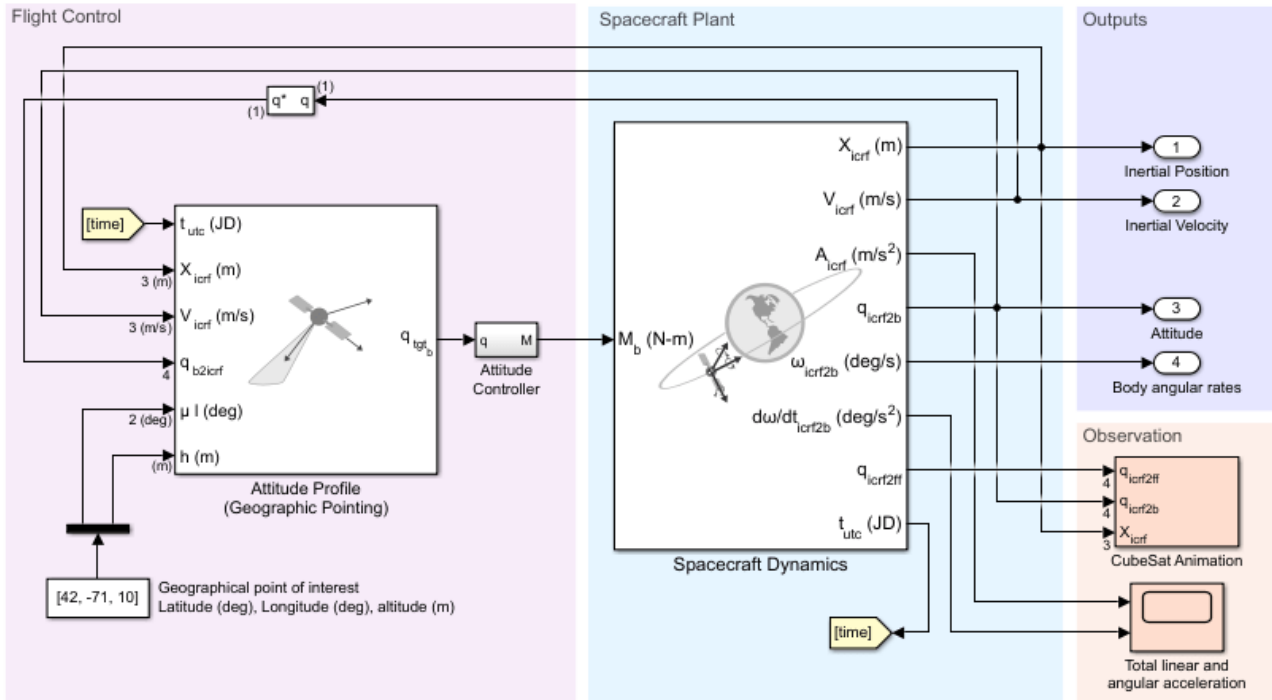 Flight Control
Spacecraft Plant
Outputs
(1)
q* q
(1)
[time]
t_utc (JD)
X_icrf (m)
3 (m)
V_icrf (m/s)
3 (m/s)
q_b2icrf
4
μ l (deg)
2 (deg)
h (m)
(m)
q_tgt_b
Attitude Profile
(Geographic Pointing)
[42, -71, 10]
Geographical point of interest
Latitude (deg), Longitude (deg), altitude (m)
q M
Attitude
Controller
M_b (N-m)
X_icrf (m)
V_icrf (m/s)
A_icrf (m/s²)
q_icrf2b
ω_icrf2b (deg/s)
dω/dt_icrf2b (deg/s²)
q_icrf2ff
t_utc (JD)
Spacecraft Dynamics
[time]
1
Inertial Position
2
Inertial Velocity
3
Attitude
4
Body angular rates
Observation
q_icrf2ff
4
q_icrf2b
4
X_icrf
3
CubeSat Animation
Total linear and
angular acceleration